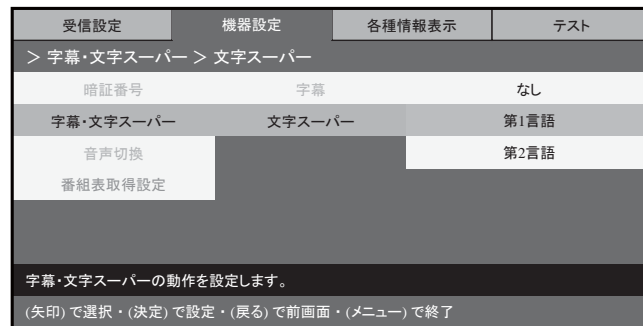 受信設定 機器設定 各種情報表示 テスト
＞ 字幕・文字スーパー ＞ 文字スーパー
暗証番号 字幕 なし
字幕・文字スーパー 文字スーパー 第1言語
音声切換 第2言語
番組表取得設定
字幕・文字スーパーの動作を設定します。
(矢印) で選択・(決定) で設定・(戻る) で前画面・(メニュー) で終了